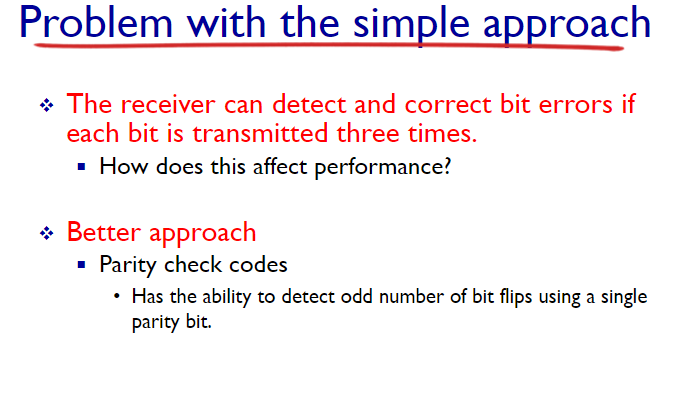 Problem with the simple approach
❖ The receiver can detect and correct bit errors if
each bit is transmitted three times.
▪ How does this affect performance?
❖ Better approach
▪ Parity check codes
• Has the ability to detect odd number of bit flips using a single
parity bit.